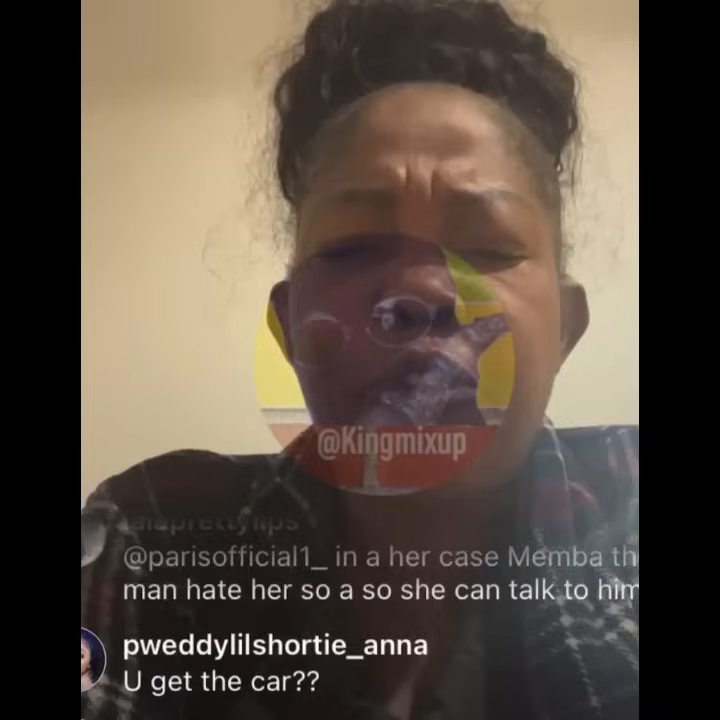 @Kingmixup
@parisofficial1_ in a her case Memba th
man hate her so a so she can talk to him
pweddylilshortie_anna
U get the car??